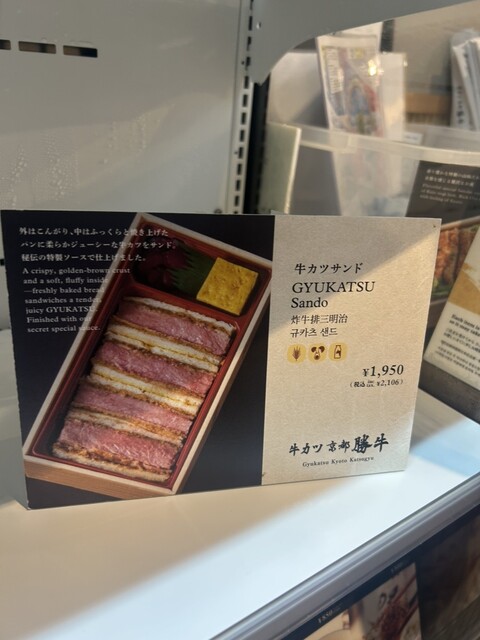 外はこんがり、中はふっくらと焼き上げた
パンに柔らかジューシーな牛カツをサンド。
秘伝の特製ソースで仕上げました。
A crispy, golden-brown crust
and a soft, fluffy inside
—freshly baked bread
sandwiches a tender,
juicy GYUKATSU.
Finished with our
secret special sauce.
牛カツサンド
GYUKATSU
Sando
炸牛排三明治
규카츠 샌드
¥1,950
(税込 ¥2,106)
牛カツ 京都 勝牛
Gyukatsu Kyoto Katsugyu